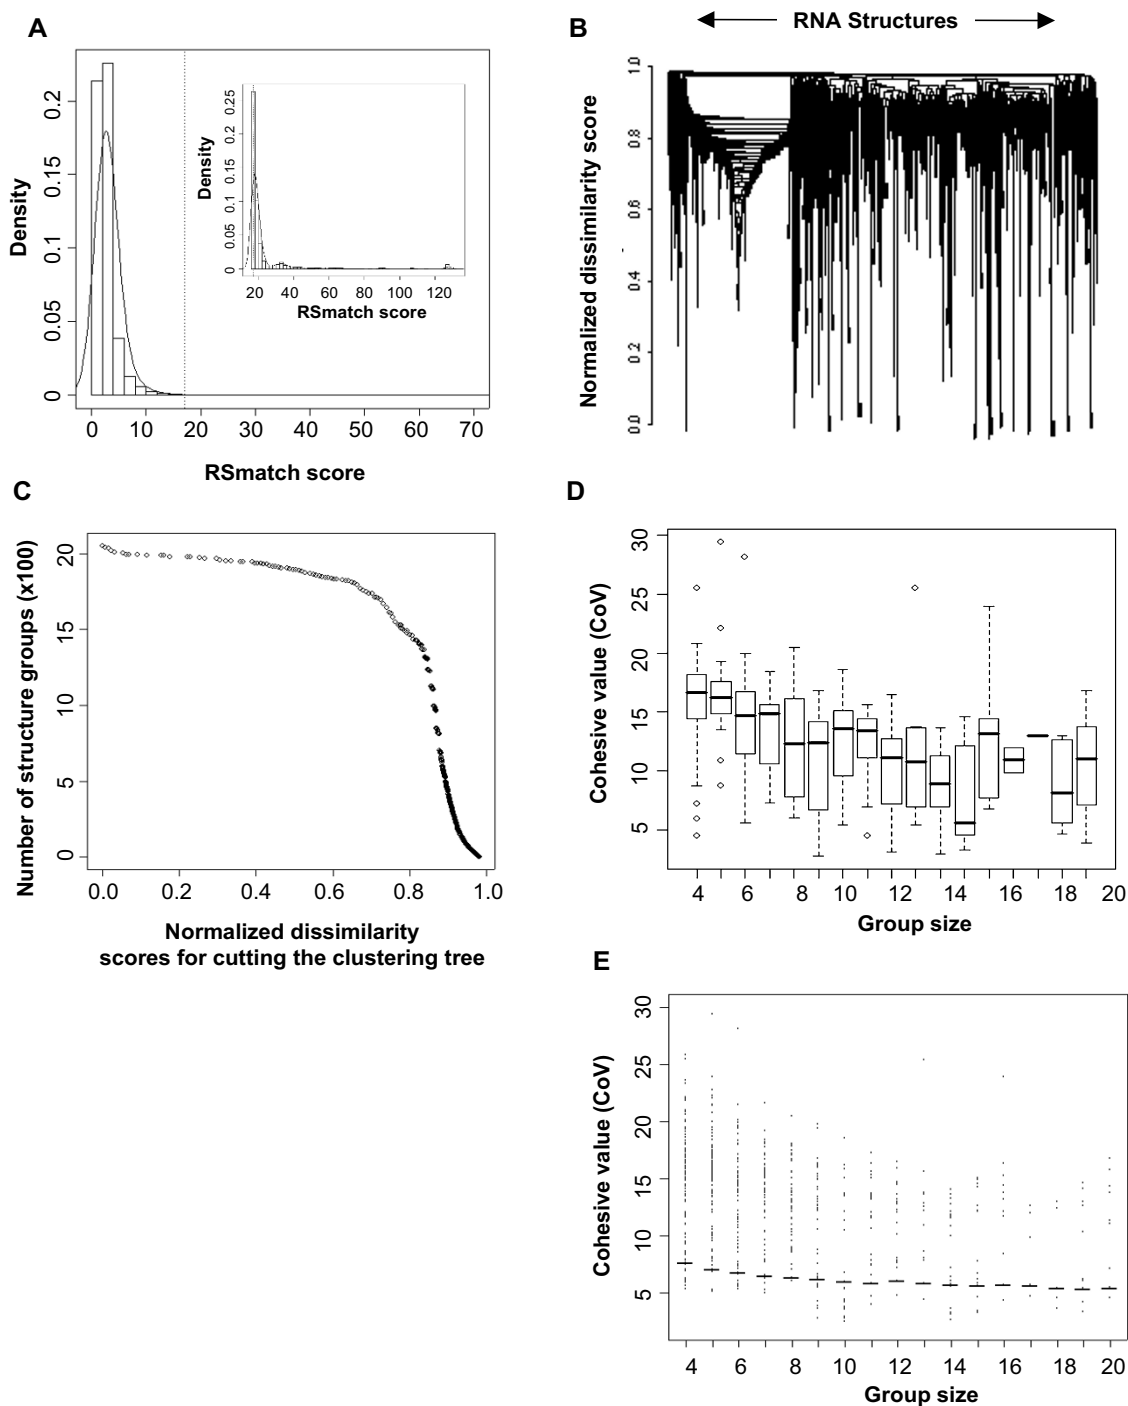 A
Density
0.2
0.15
0.1
0.05
0
0 10 20 30 40 50 60 70
RSmatch score
Density
0.25
0.2
0.15
0.1
0.05
0
20 40 60 80 100 120
RSmatch score
B
RNA Structures
Normalized dissimilarity score
1.0
0.8
0.6
0.4
0.2
0.0
C
Number of structure groups (x100)
20
15
10
5
0
0.0 0.2 0.4 0.6 0.8 1.0
Normalized dissimilarity
scores for cutting the clustering tree
D
Cohesive value (CoV)
30
25
20
15
10
5
4 6 8 10 12 14 16 18 20
Group size
E
Cohesive value (CoV)
30
25
20
15
10
5
4 6 8 10 12 14 16 18 20
Group size